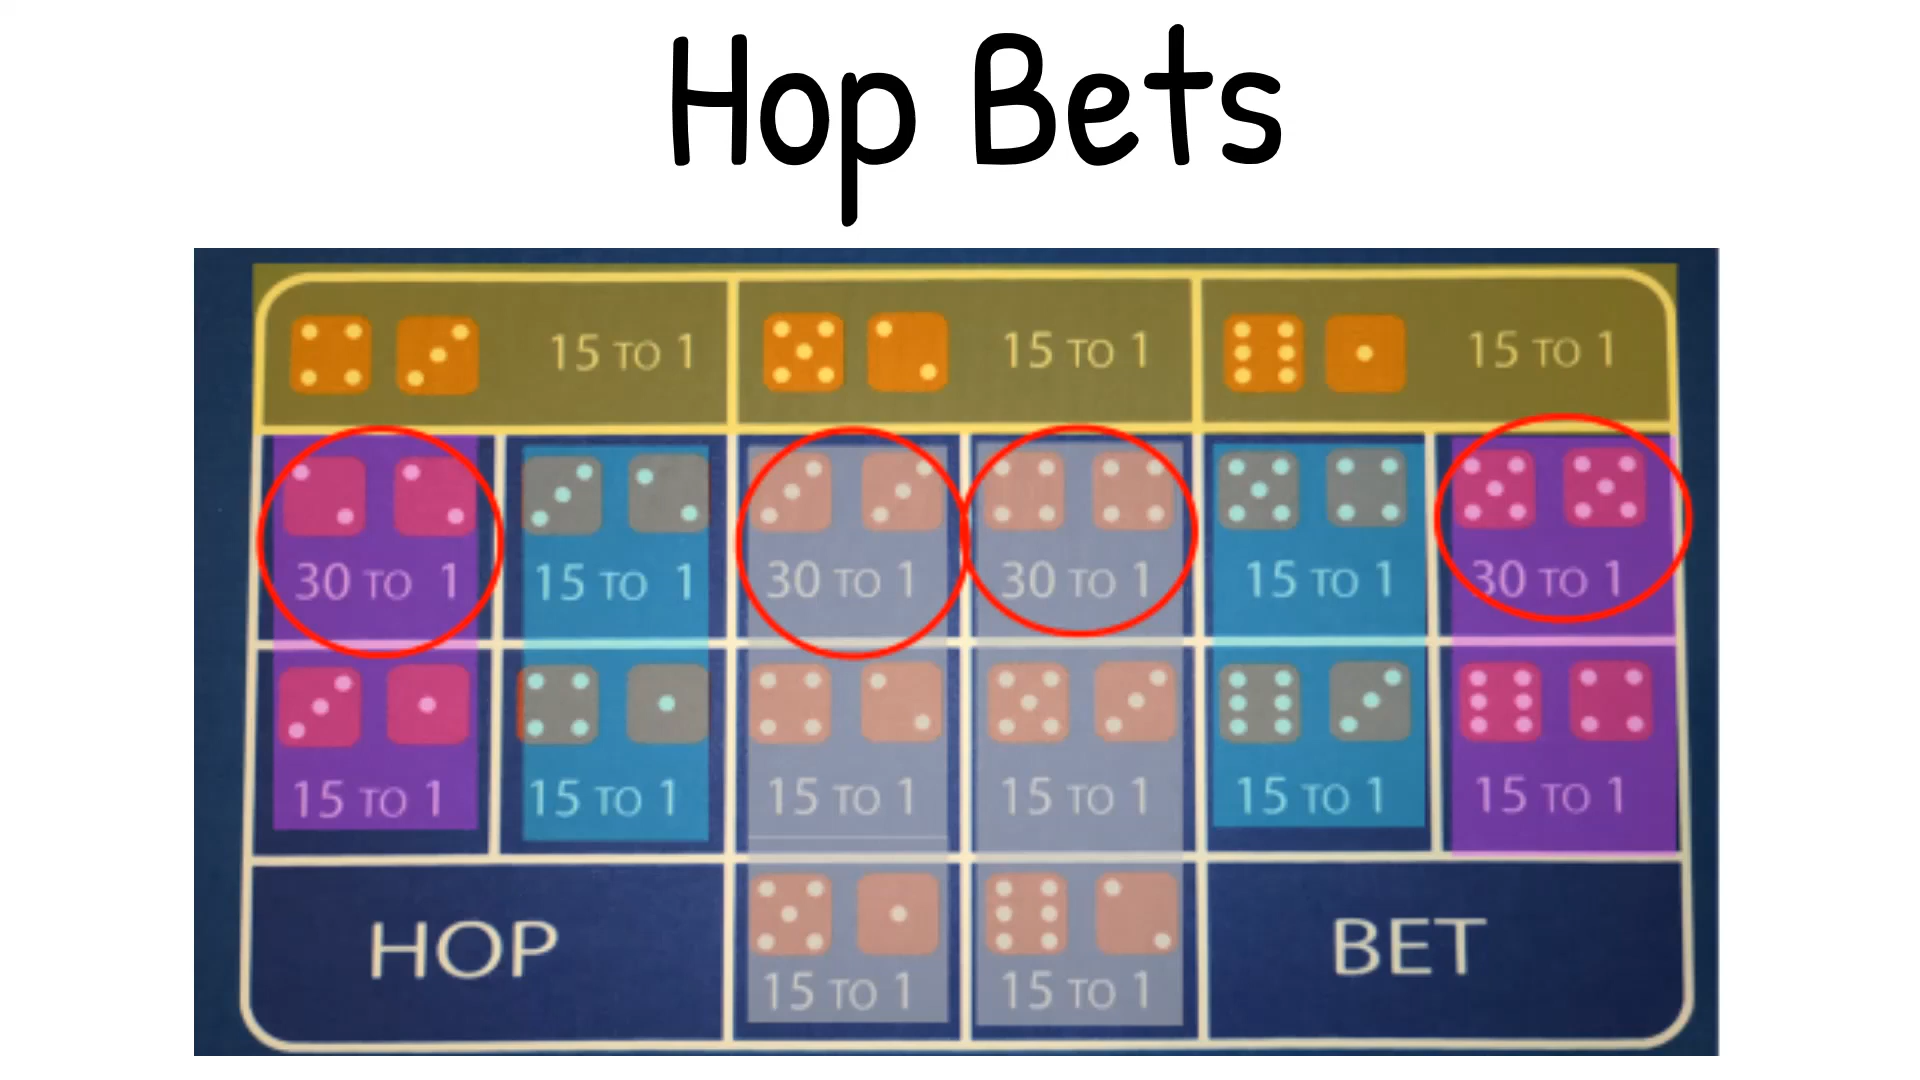 Hop Bets
15 TO 1 15 TO 1 15 TO 1
30 TO 1 15 TO 1 30 TO 1 30 TO 1 15 TO 1 30 TO 1
15 TO 1 15 TO 1 15 TO 1 15 TO 1 15 TO 1 15 TO 1
HOP 15 TO 1 15 TO 1 BET